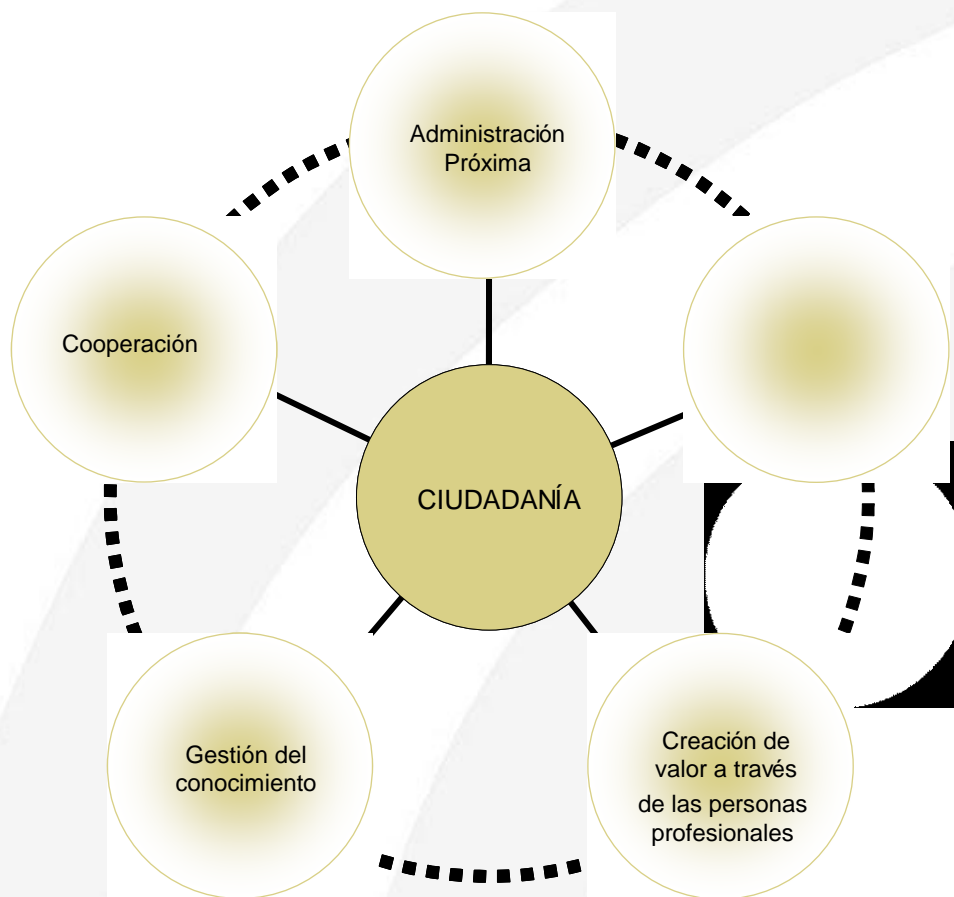 Administración
Próxima
Cooperación
CIUDADANÍA
Gestión del
conocimiento
Creación de
valor a través
de las personas
profesionales